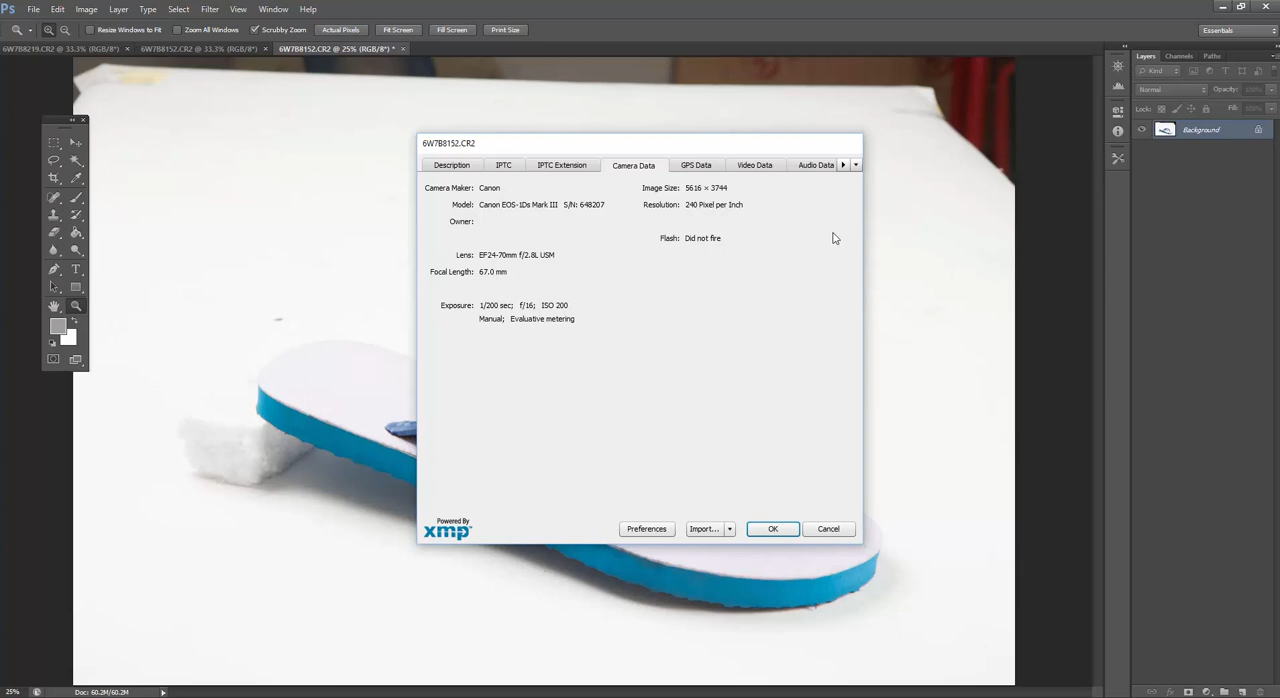 Ps File Edit Image Layer Type Select Filter View Window Help
Resize Windows to Fit Zoom All Windows Scrubby Zoom Actual Pixels Fit Screen Fill Screen Print Size Essentials
6W7B8219.CR2 @ 33.3% (RGB/8*) × 6W7B8152.CR2 @ 33.3% (RGB/8*) × 6W7B8152.CR2 @ 25% (RGB/8*) * ×
Layers Channels Paths
Kind
Normal Opacity: 100%
Lock: Fill: 100%
Background
6W7B8152.CR2
Description IPTC IPTC Extension Camera Data GPS Data Video Data Audio Data
Camera Maker: Canon
Model: Canon EOS-1Ds Mark III S/N: 648207
Owner:
Lens: EF24-70mm f/2.8L USM
Focal Length: 67.0 mm
Exposure: 1/200 sec; f/16; ISO 200
Manual; Evaluative metering
Image Size: 5616 × 3744
Resolution: 240 Pixel per Inch
Flash: Did not fire
Powered By
xmp
Preferences Import... OK Cancel
25% Doc: 60.2M/60.2M